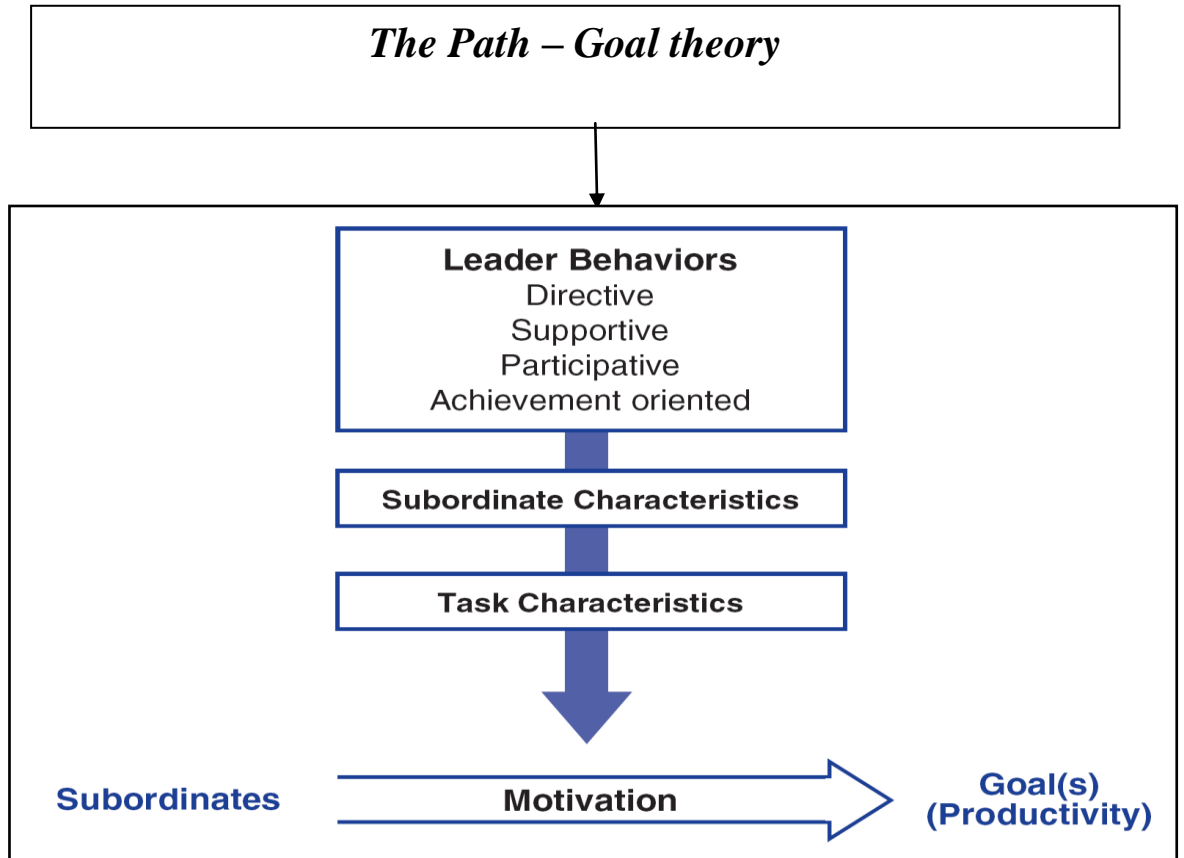 The Path – Goal theory
Leader Behaviors
Directive
Supportive
Participative
Achievement oriented
Subordinate Characteristics
Task Characteristics
Subordinates
Motivation
Goal(s)
(Productivity)